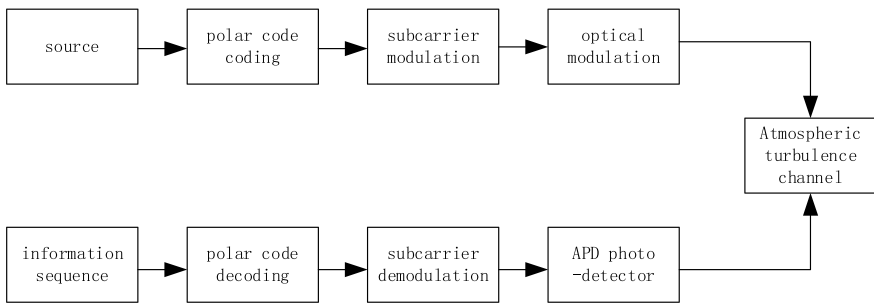 source
polar code
coding
subcarrier
modulation
optical
modulation
Atmospheric
turbulence
channel
information
sequence
polar code
decoding
subcarrier
demodulation
APD photo
-detector